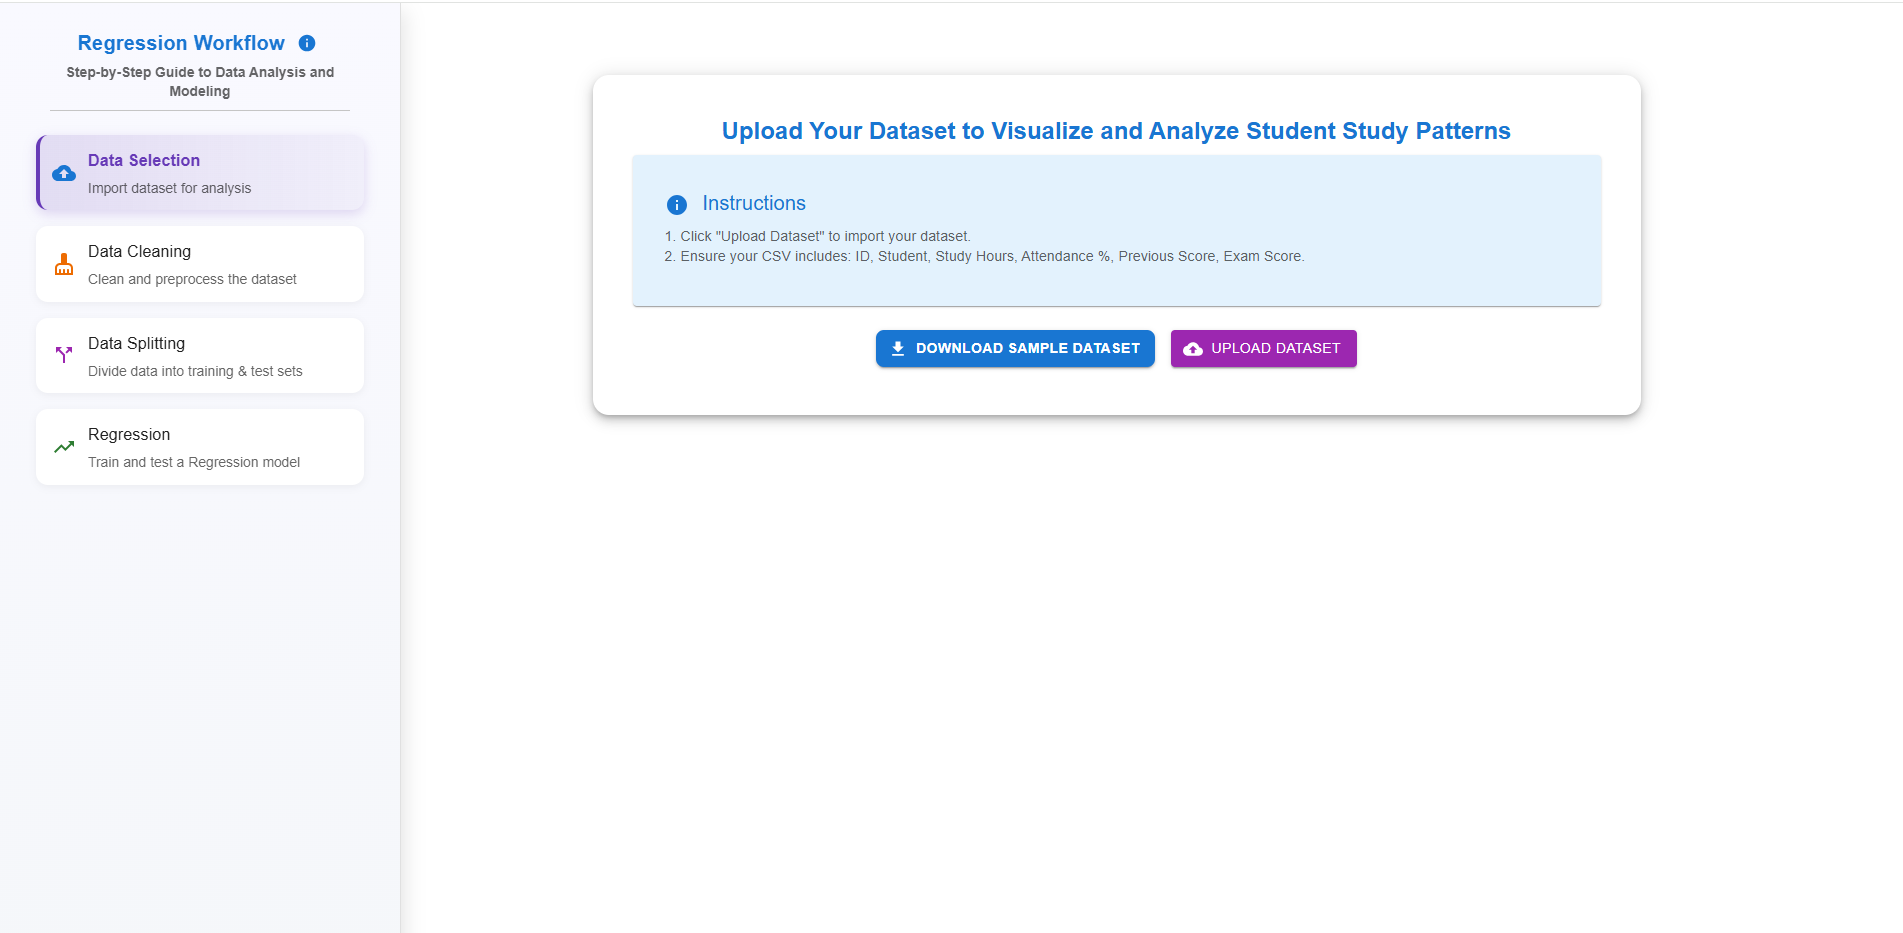 Regression Workflow
Step-by-Step Guide to Data Analysis and
Modeling
Data Selection
Import dataset for analysis
Data Cleaning
Clean and preprocess the dataset
Data Splitting
Divide data into training & test sets
Regression
Train and test a Regression model
Upload Your Dataset to Visualize and Analyze Student Study Patterns
Instructions
1. Click "Upload Dataset" to import your dataset.
2. Ensure your CSV includes: ID, Student, Study Hours, Attendance %, Previous Score, Exam Score.
DOWNLOAD SAMPLE DATASET
UPLOAD DATASET